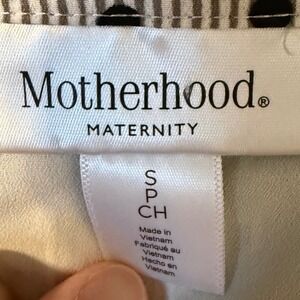 Motherhood®
MATERNITY
S
P
CH
Made in
Vietnam
Fabriqué au
Vietnam
Hecho en
Vietnam